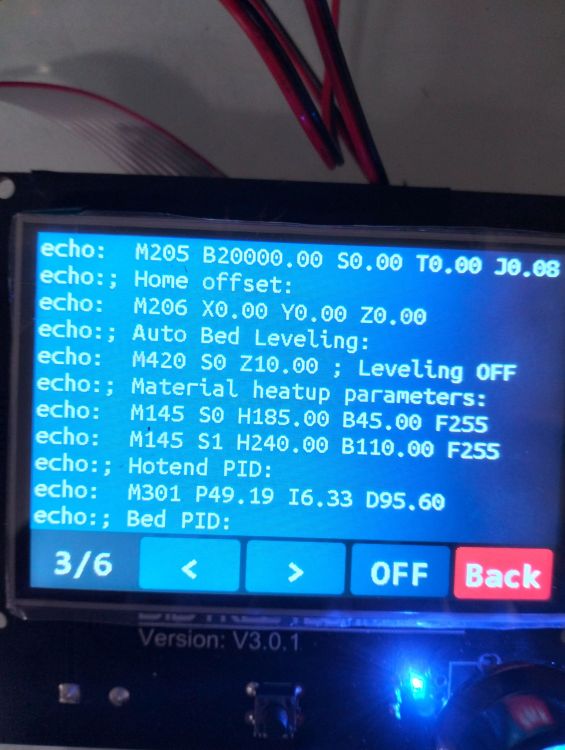 echo:  M205 B20000.00 S0.00 T0.00 J0.08
echo:; Home offset:
echo:  M206 X0.00 Y0.00 Z0.00
echo:; Auto Bed Leveling:
echo:  M420 S0 Z10.00 ; Leveling OFF
echo:; Material heatup parameters:
echo:  M145 S0 H185.00 B45.00 F255
echo:  M145 S1 H240.00 B110.00 F255
echo:; Hotend PID:
echo:  M301 P49.19 I6.33 D95.60
echo:; Bed PID:
3/6 < > OFF Back
Version: V3.0.1